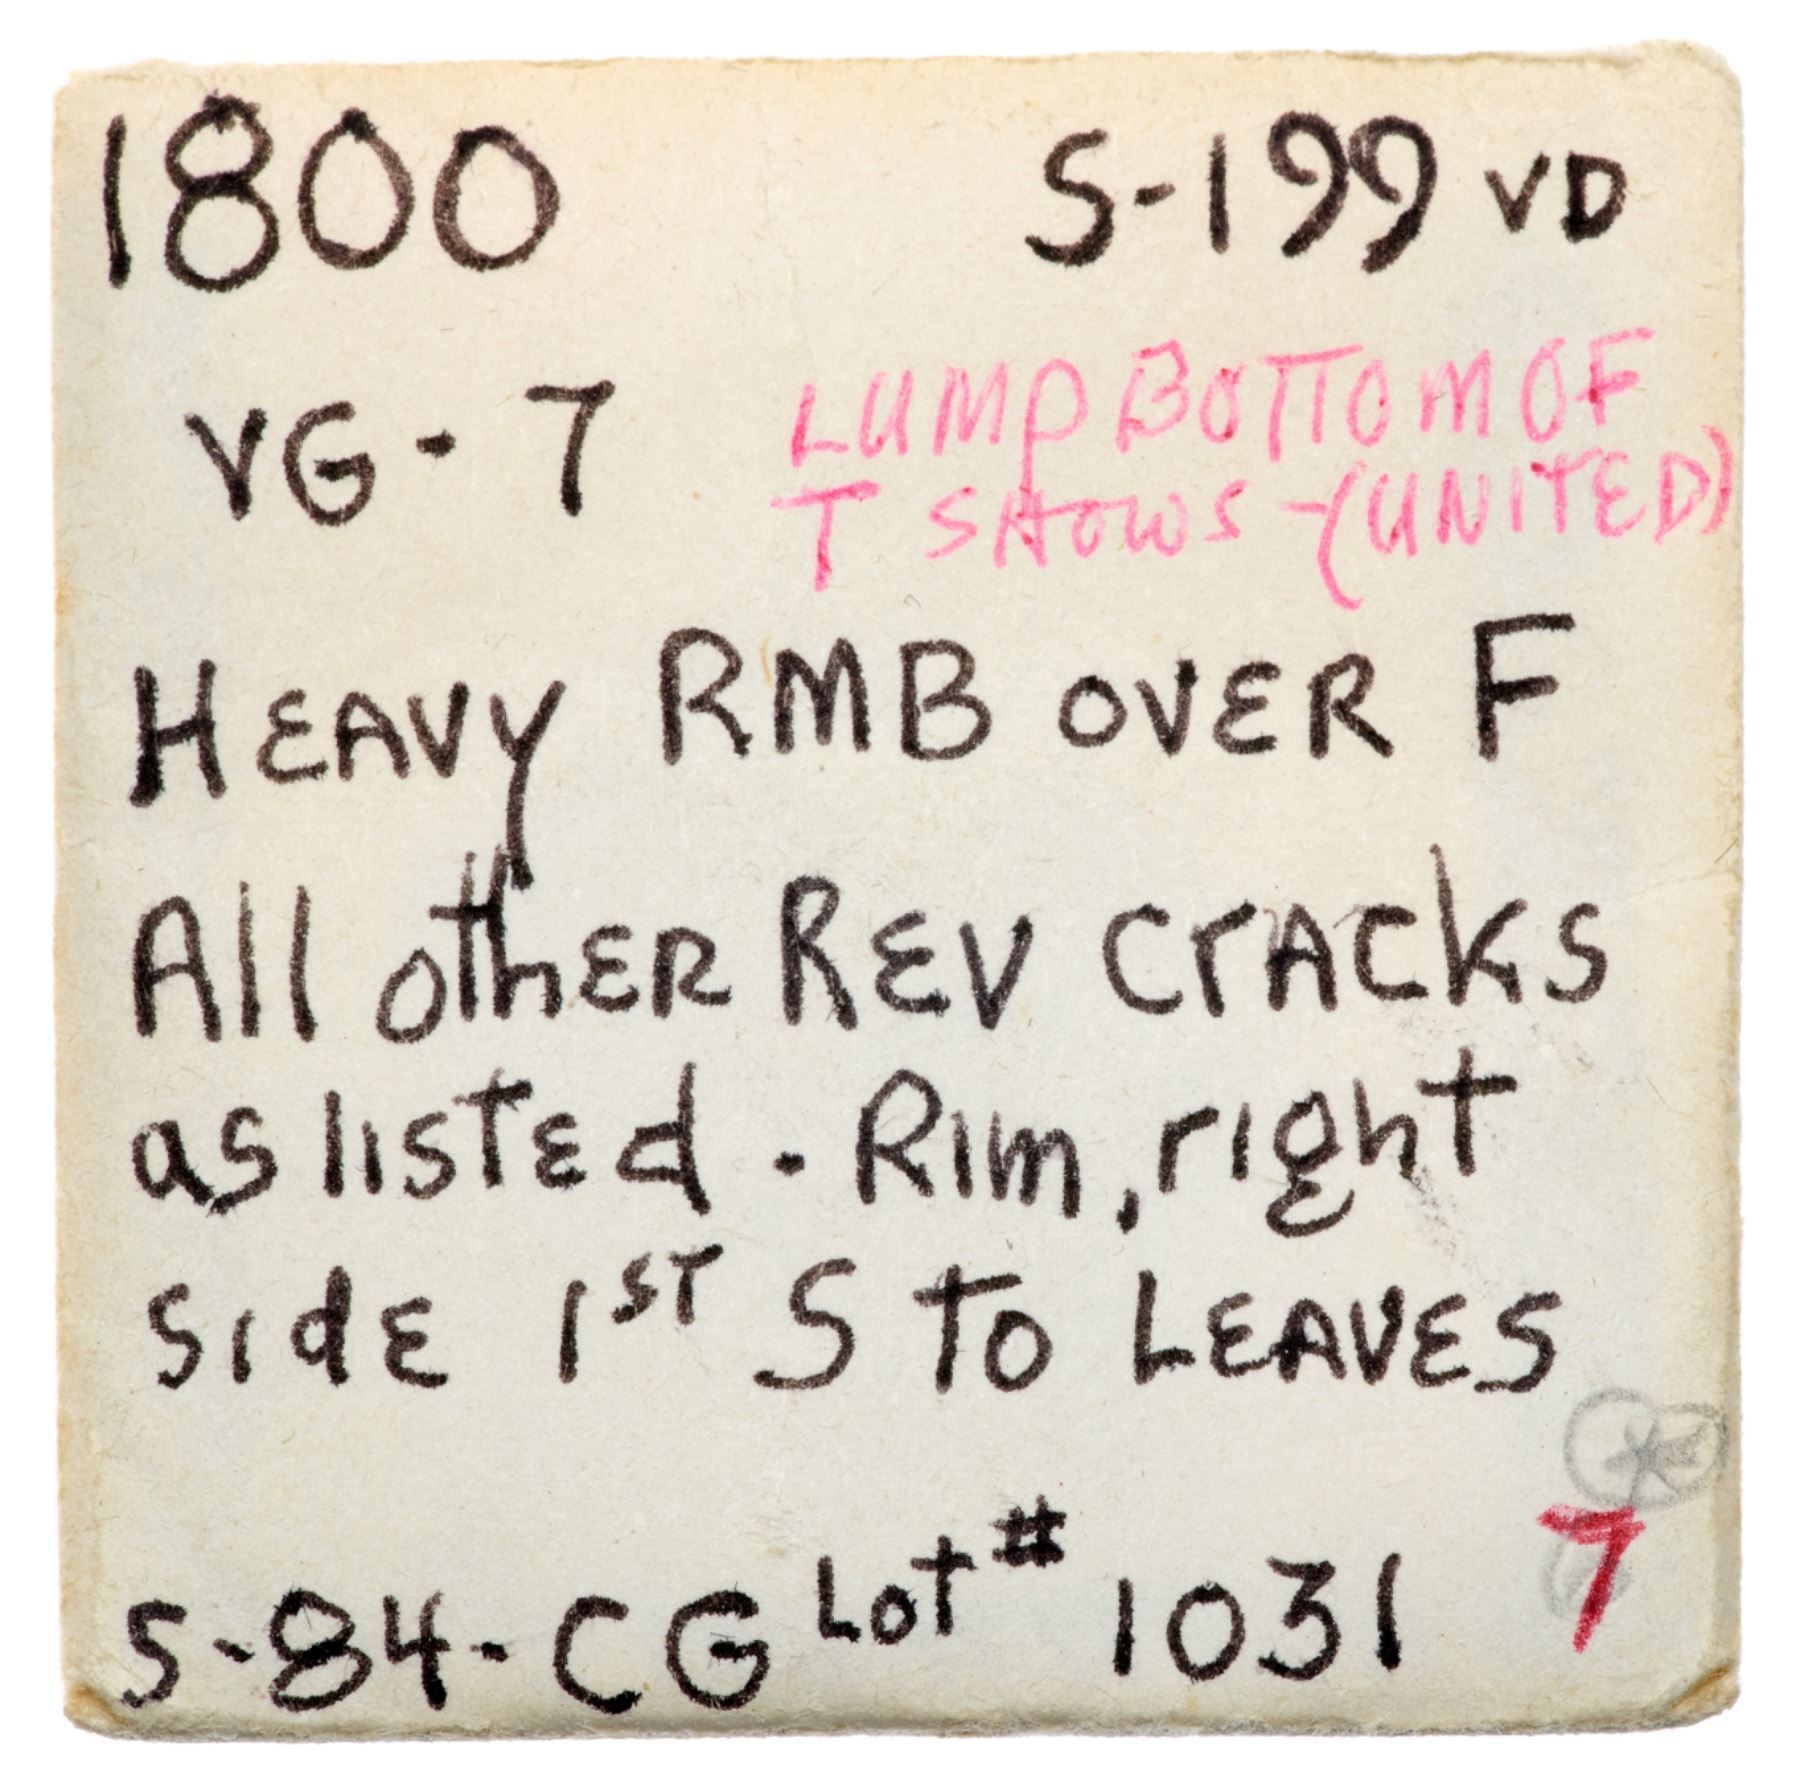 1800 S-199 VD
VG-7 LUMP BOTTOM OF
T SHOWS -(UNITED)
HEAVY RMB OVER F
All other REV CrACKS
as listed. Rim, right
side 1ST S TO LEAVES
7
5-84-CG Lot # 1031